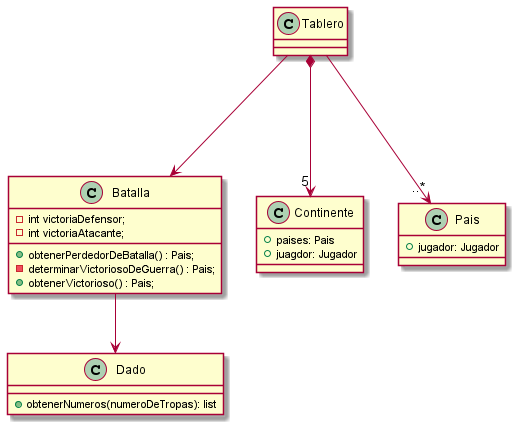 C Tablero
5
..*
C Batalla
int victoriaDefensor;
int victoriaAtacante;
obtenerPerdedorDeBatalla() : Pais;
determinarVictoriosoDeGuerra() : Pais;
obtenerVictorioso() : Pais;
C Continente
paises: Pais
juagdor: Jugador
C Pais
jugador: Jugador
C Dado
obtenerNumeros(numeroDeTropas): list